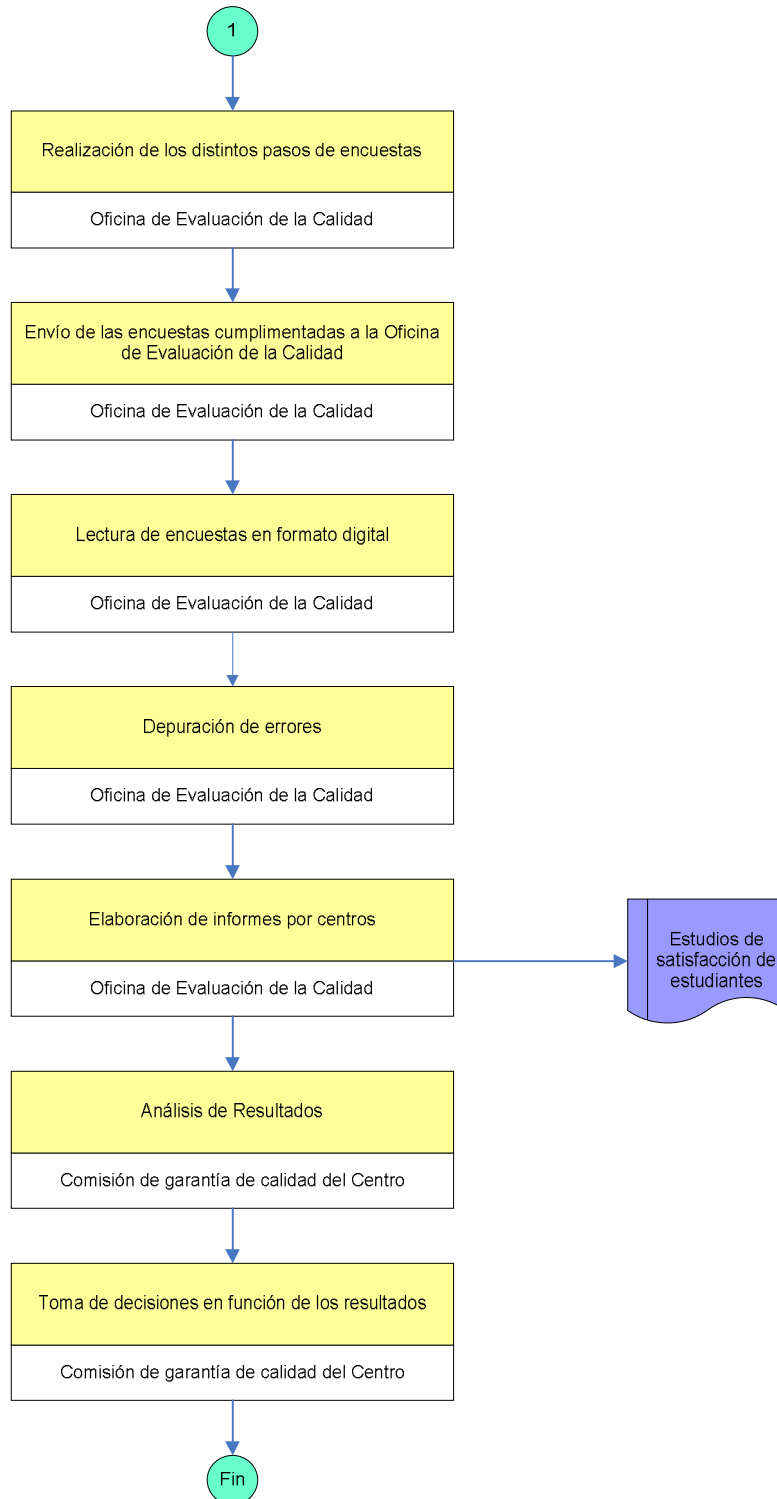 1
Realización de los distintos pasos de encuestas
Oficina de Evaluación de la Calidad
Envío de las encuestas cumplimentadas a la Oficina
de Evaluación de la Calidad
Oficina de Evaluación de la Calidad
Lectura de encuestas en formato digital
Oficina de Evaluación de la Calidad
Depuración de errores
Oficina de Evaluación de la Calidad
Elaboración de informes por centros
Oficina de Evaluación de la Calidad
Estudios de
satisfacción de
estudiantes
Análisis de Resultados
Comisión de garantía de calidad del Centro
Toma de decisiones en función de los resultados
Comisión de garantía de calidad del Centro
Fin